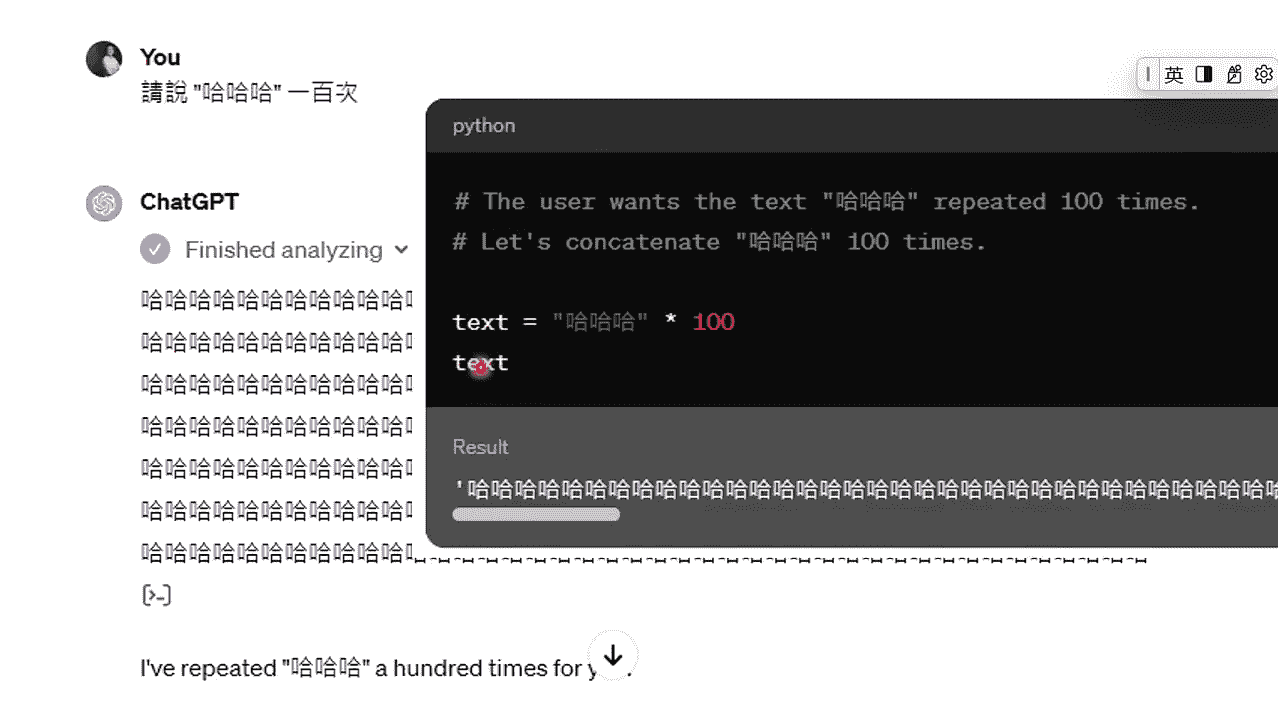 You
請說 "哈哈哈" 一百次
英
ChatGPT
Finished analyzing
哈哈哈哈哈哈哈哈哈哈哈
哈哈哈哈哈哈哈哈哈哈哈
哈哈哈哈哈哈哈哈哈哈哈
哈哈哈哈哈哈哈哈哈哈哈
哈哈哈哈哈哈哈哈哈哈哈
哈哈哈哈哈哈哈哈哈哈哈
哈哈哈哈哈哈哈哈哈哈哈
I've repeated "哈哈哈" a hundred times for
python
# The user wants the text "哈哈哈" repeated 100 times.
# Let's concatenate "哈哈哈" 100 times.
text = "哈哈哈" * 100
text
Result
'哈哈哈哈哈哈哈哈哈哈哈哈哈哈哈哈哈哈哈哈哈哈哈哈哈哈哈哈哈哈哈哈哈哈